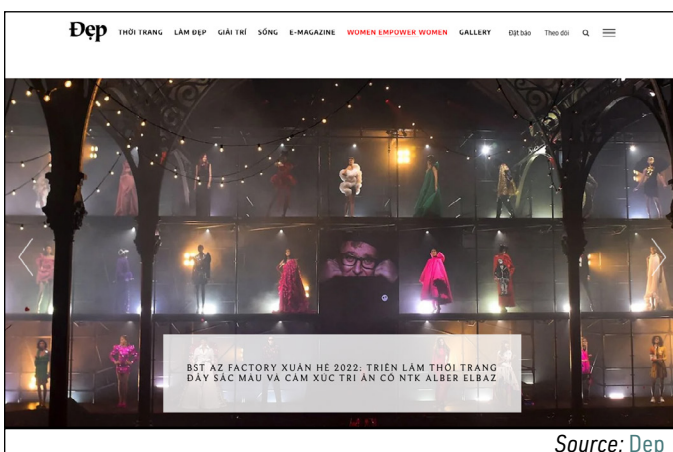 Đẹp THỜI TRANG LÀM ĐẸP GIẢI TRÍ SỐNG E-MAGAZINE WOMEN EMPOWER WOMEN GALLERY Đặt báo Theo dõi
BST AZ FACTORY XUÂN HÈ 2022: TRIỂN LÃM THỜI TRANG
ĐẦY SẮC MÀU VÀ CẢM XÚC TRI ÂN CỐ NTK ALBER ELBAZ
Source: Dep